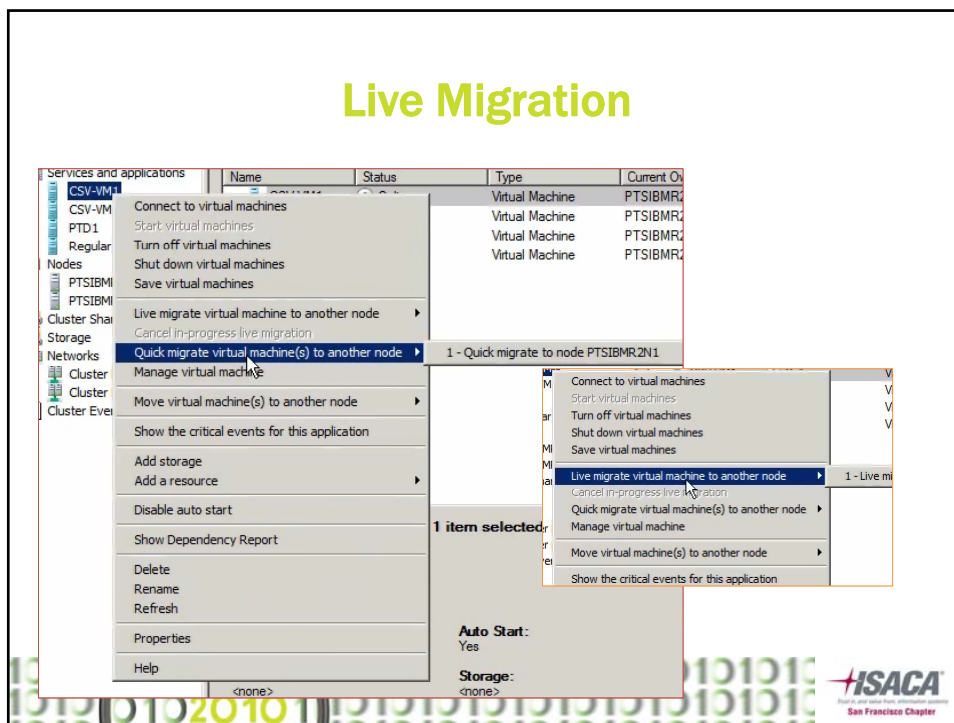 Live Migration
Services and applications
Name Status Type Current Ow
CSV-VM1
Virtual Machine PTSIBMR2
CSV-VM
Virtual Machine PTSIBMR2
PTD1
Virtual Machine PTSIBMR2
Regular
Virtual Machine PTSIBMR2
Nodes
PTSIBMI
PTSIBMI
Cluster Shar
Storage
Networks
Cluster
Cluster
Cluster Ever
Connect to virtual machines
Start virtual machines
Turn off virtual machines
Shut down virtual machines
Save virtual machines
Live migrate virtual machine to another node
Cancel in-progress live migration
Quick migrate virtual machine(s) to another node
1 - Quick migrate to node PTSIBMR2N1
Manage virtual machine
Move virtual machine(s) to another node
Show the critical events for this application
Add storage
Add a resource
Disable auto start
Show Dependency Report
Delete
Rename
Refresh
Properties
Help
<none>
1 item selected
Auto Start:
Yes
Storage:
<none>
Connect to virtual machines
Start virtual machines
Turn off virtual machines
Shut down virtual machines
Save virtual machines
Live migrate virtual machine to another node
1 - Live mi
Cancel in-progress live migration
Quick migrate virtual machine(s) to another node
Manage virtual machine
Move virtual machine(s) to another node
Show the critical events for this application
2010
ISACA
Trust in, and value from, information systems
San Francisco Chapter